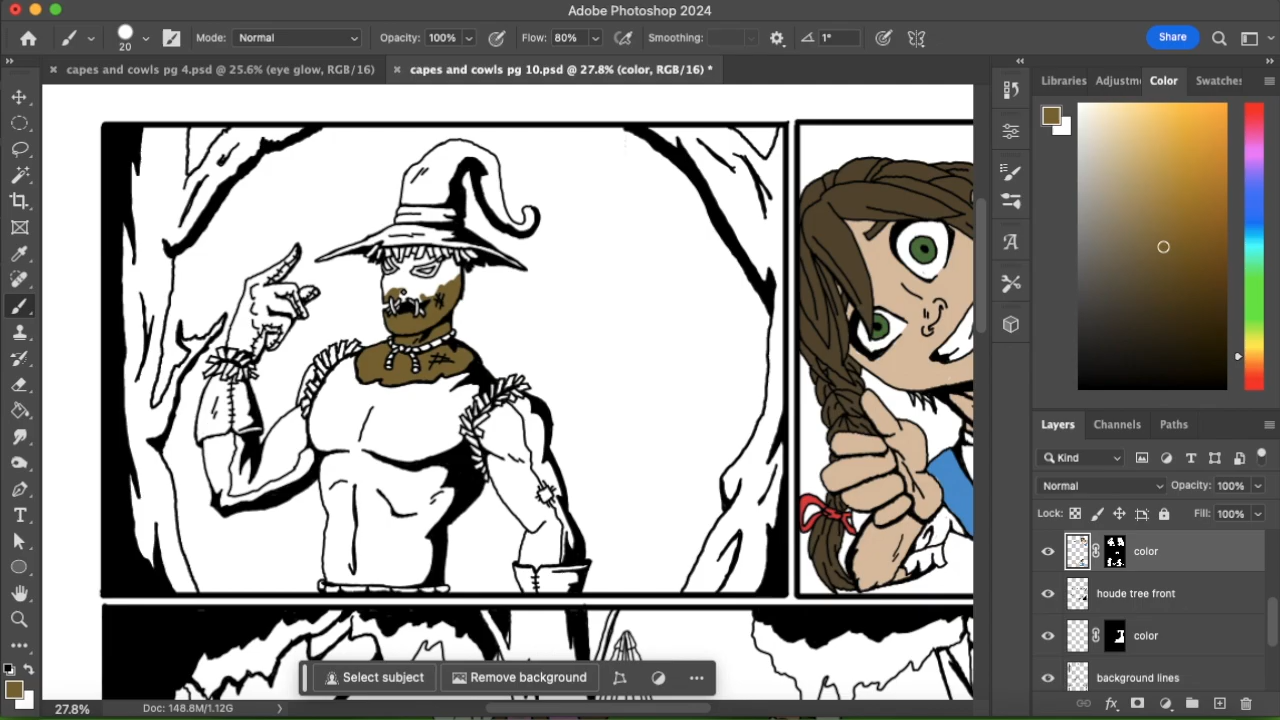 Adobe Photoshop 2024
20 Mode: Normal Opacity: 100% Flow: 80% Smoothing: 1° Share
capes and cowls pg 4.psd @ 25.6% (eye glow, RGB/16)
capes and cowls pg 10.psd @ 27.8% (color, RGB/16) *
Libraries Adjustm Color Swatche
Layers Channels Paths
Kind
Normal Opacity: 100%
Lock: Fill: 100%
color
houde tree front
color
background lines
Select subject Remove background
27.8% Doc: 148.8M/1.12G